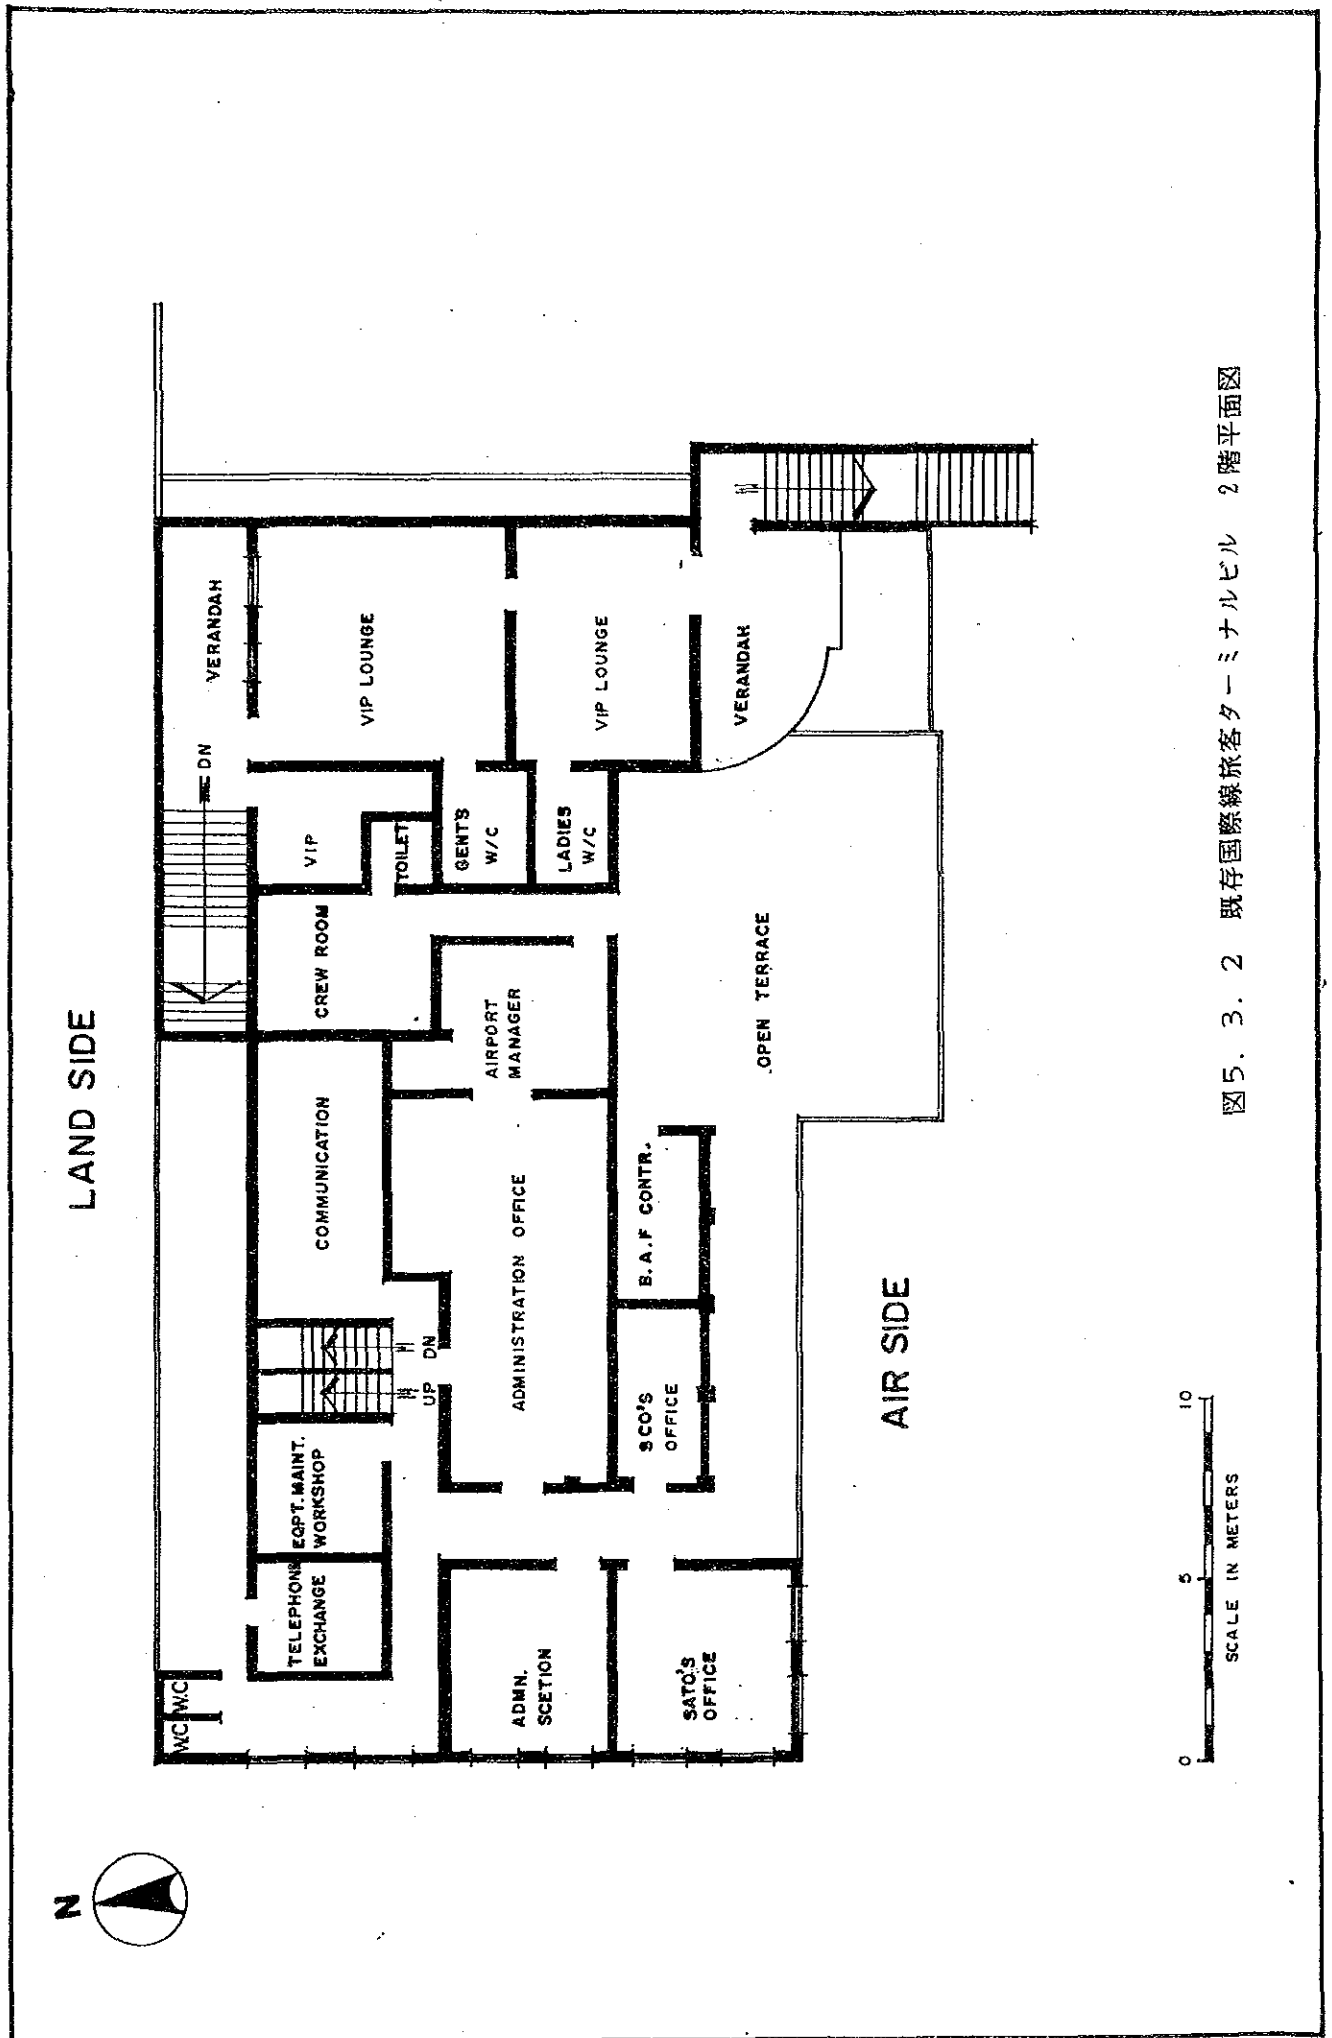 N
LAND SIDE
W.C
W.C
TELEPHONE
EXCHANGE
EQPT. MAINT.
WORKSHOP
UP
DN
COMMUNICATION
CREW ROOM
VIP
TOILET
DN
VERANDAH
VIP LOUNGE
GENT'S
W/C
LADIES
W/C
VIP LOUNGE
VERANDAH
AIRPORT
MANAGER
ADMINISTRATION OFFICE
ADMN.
SCETION
SATO'S
OFFICE
SCO'S
OFFICE
B.A.F CONTR.
OPEN TERRACE
AIR SIDE
0 5 10
SCALE IN METERS
図5.3.2 既存国際線旅客ターミナルビル 2階平面図